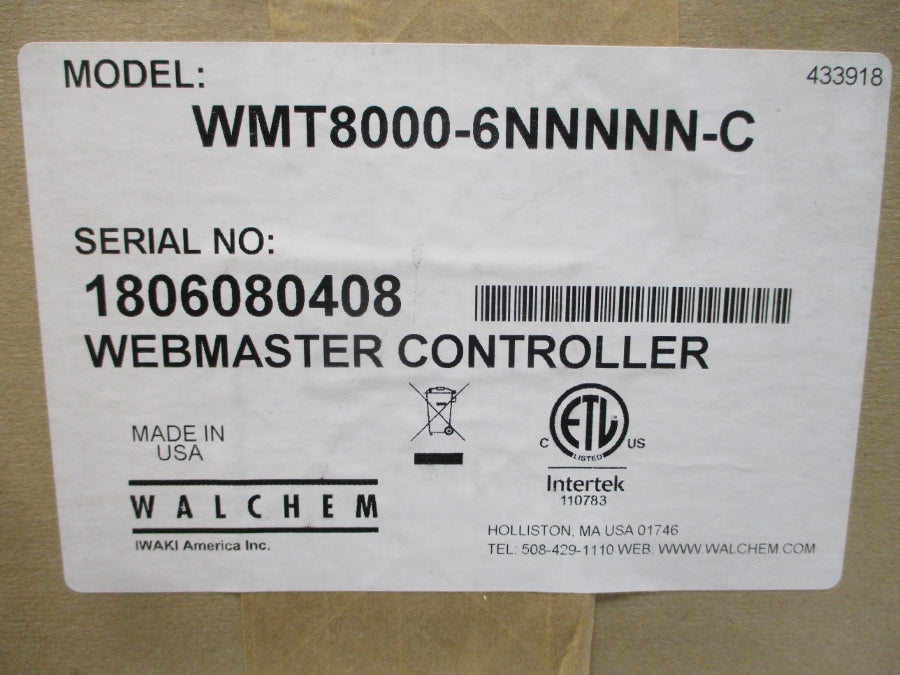 MODEL:
433918
WMT8000-6NNNNN-C
SERIAL NO:
1806080408
WEBMASTER CONTROLLER
MADE IN
USA
WALCHEM
IWAKI America Inc.
ETL
C US
LISTED
Intertek
110783
HOLLISTON, MA USA 01746
TEL: 508-429-1110 WEB. WWW.WALCHEM.COM